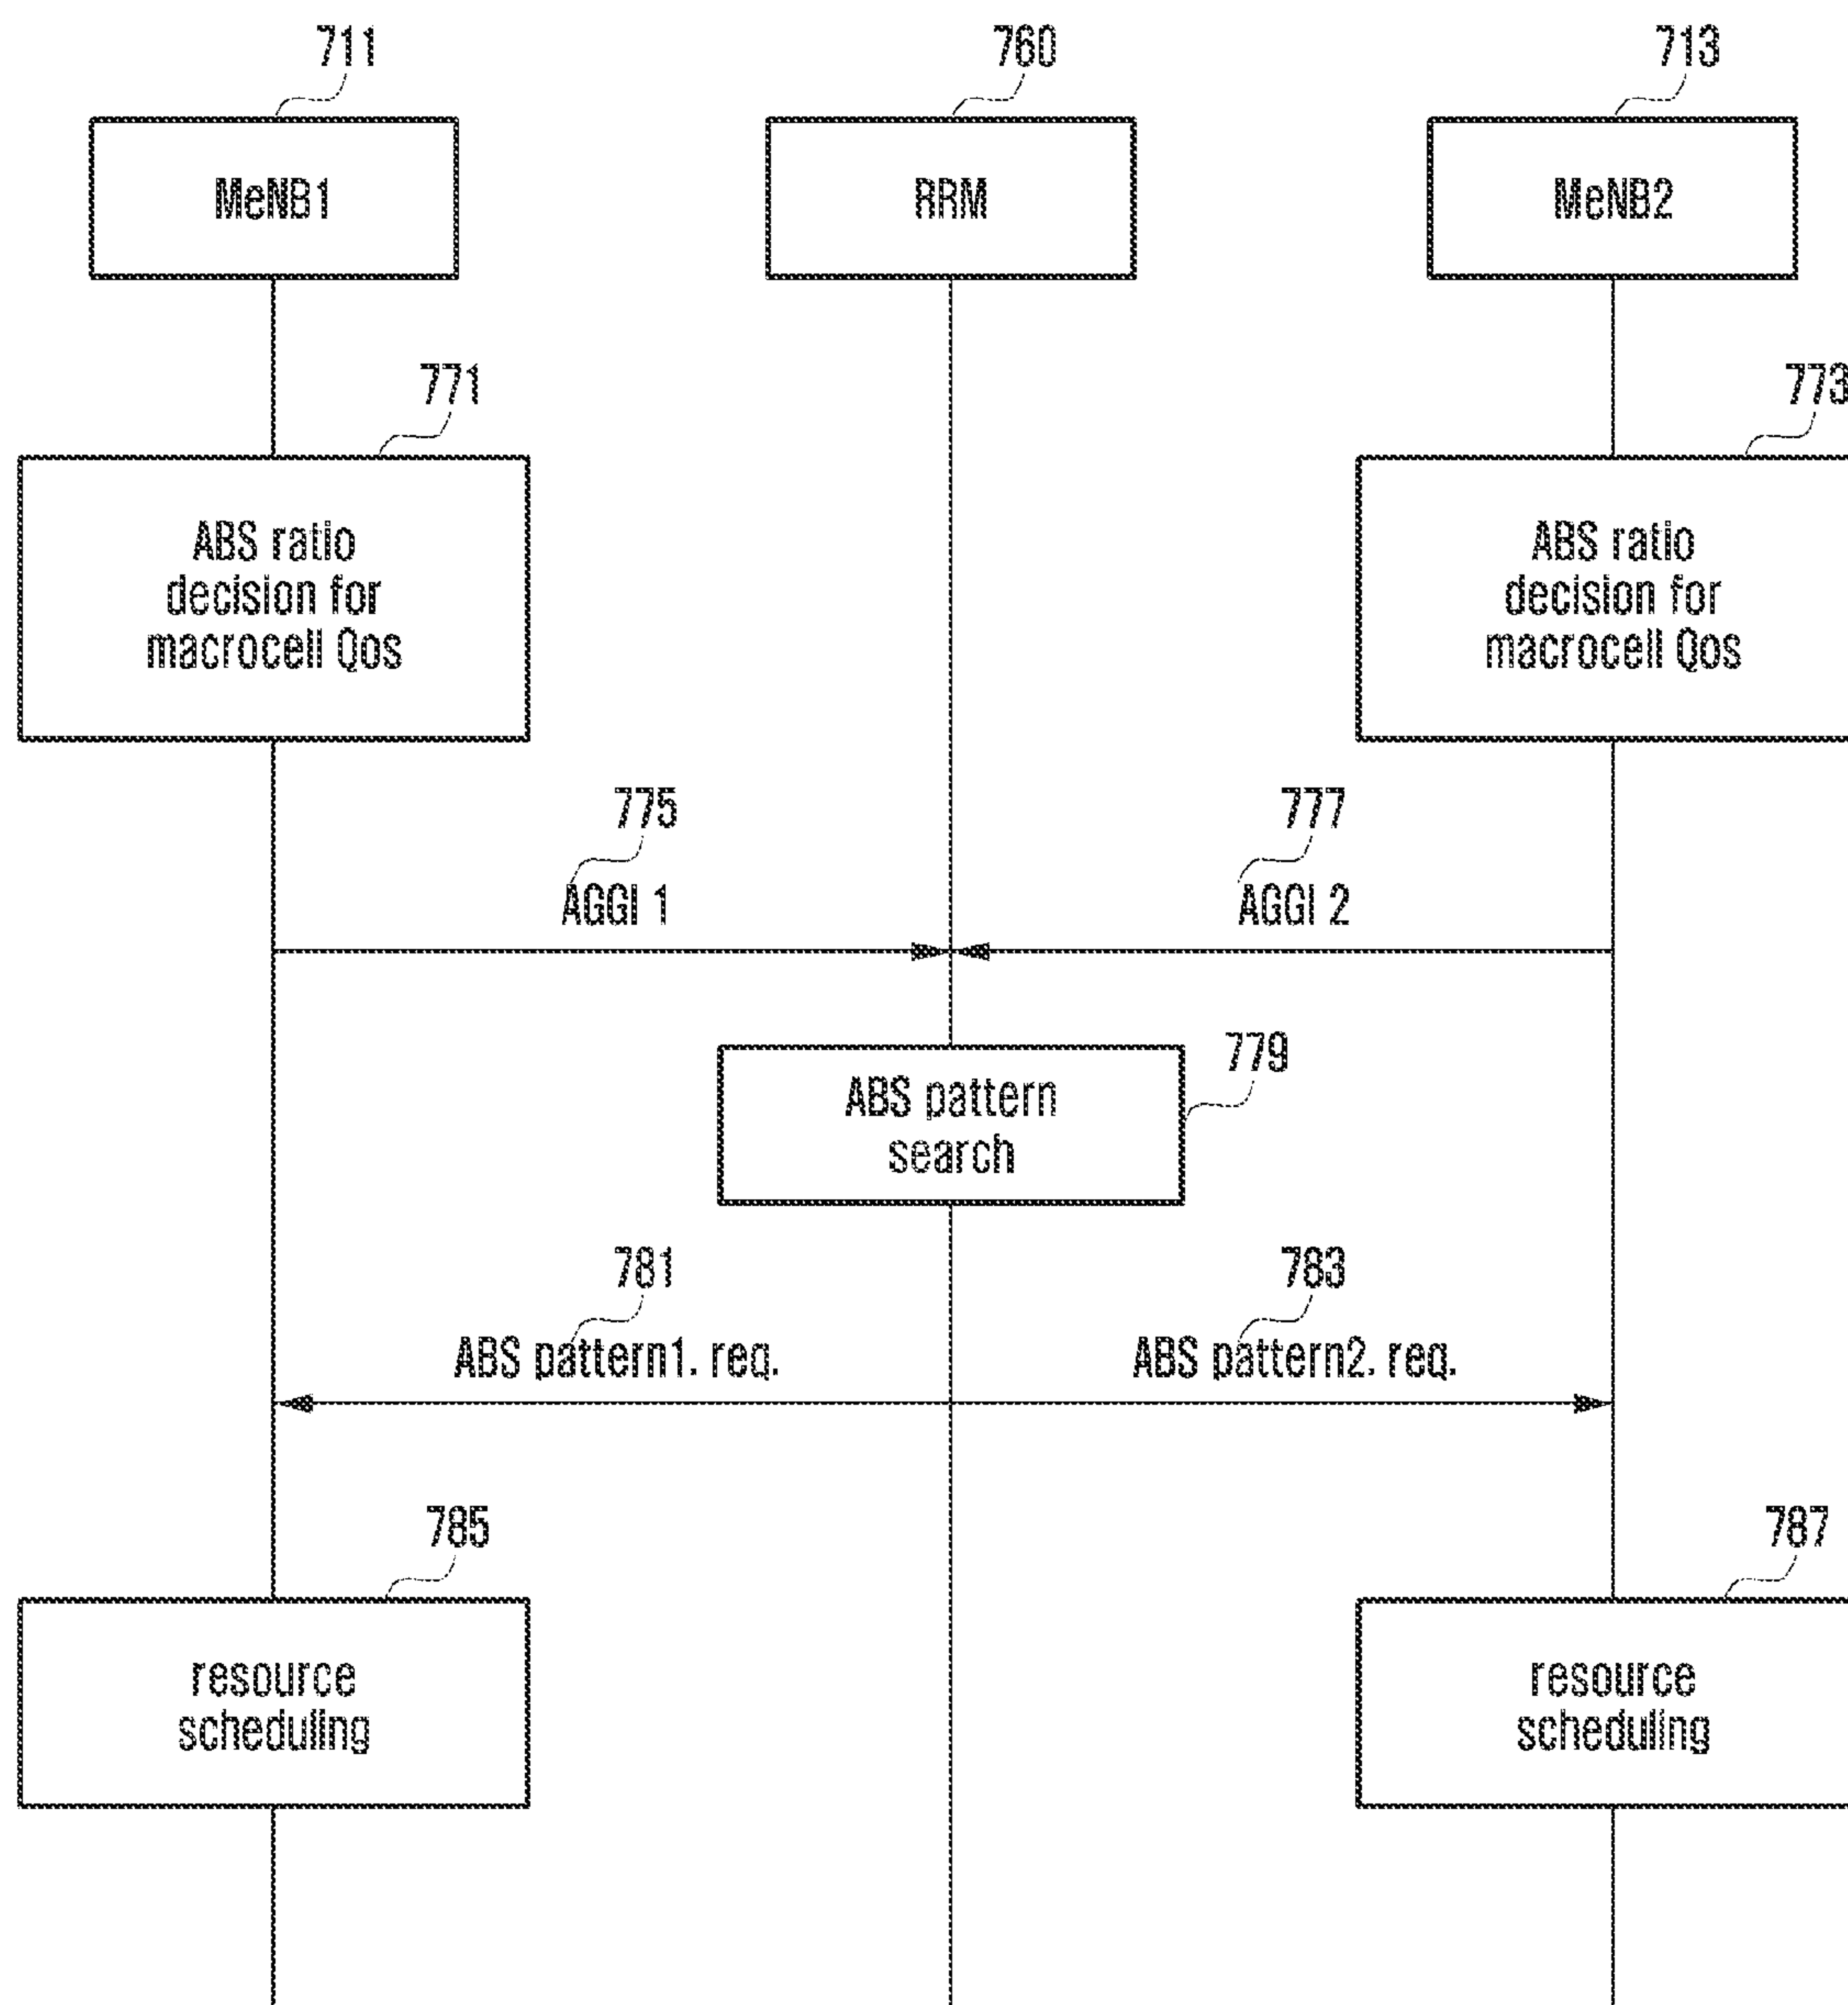 711
760
713
MeNB1
RRM
MeNB2
771
773
ABS ratio
decision for
macrocell Qos
ABS ratio
decision for
macrocell Qos
775
777
AGGI 1
AGGI 2
779
ABS pattern
search
781
783
ABS pattern1. req.
ABS pattern2. req.
785
787
resource
scheduling
resource
scheduling